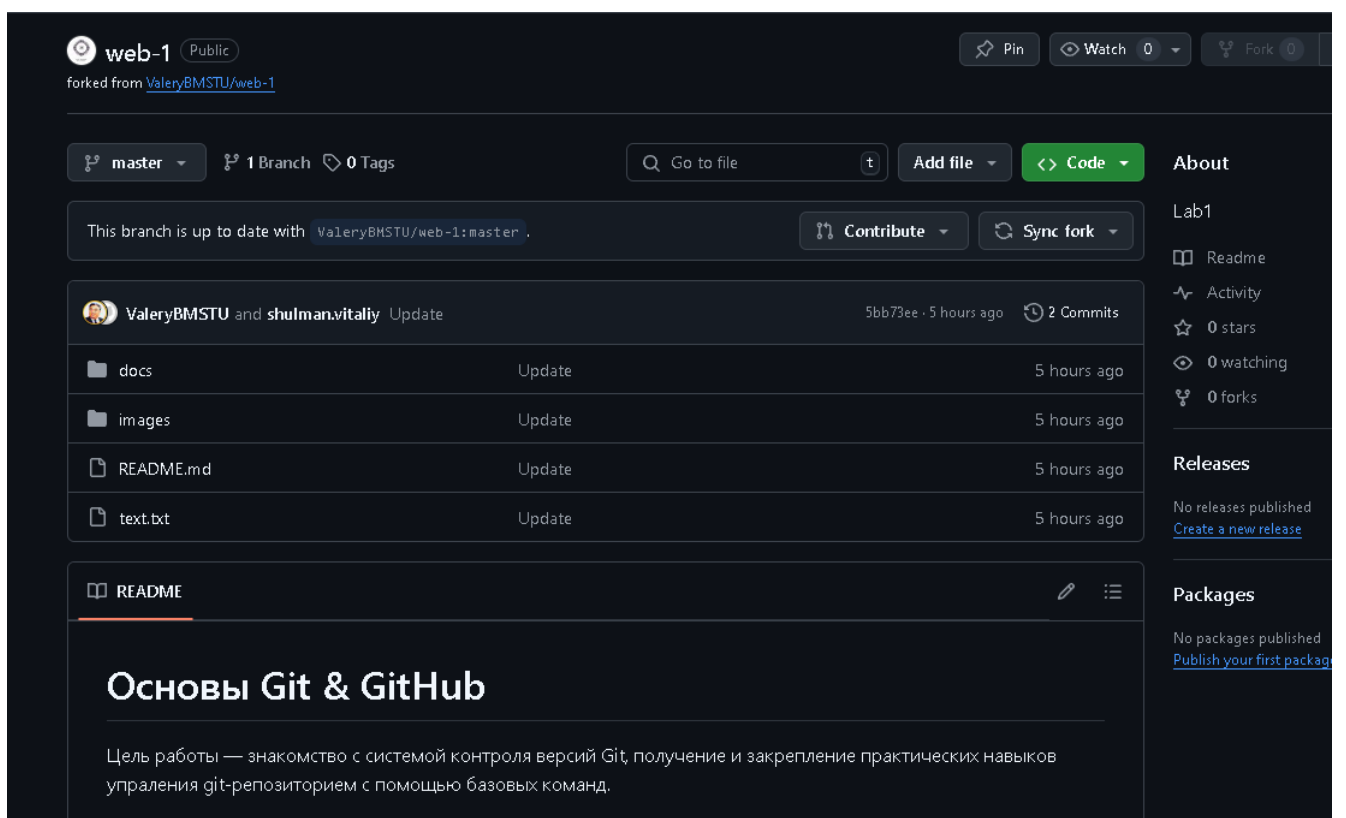 web-1 Public Pin Watch 0 Fork 0
forked from ValeryBMSTU/web-1
master 1 Branch 0 Tags Go to file t Add file Code
About
Lab1
This branch is up to date with ValeryBMSTU/web-1:master. Contribute Sync fork
Readme
Activity
0 stars
0 watching
0 forks
ValeryBMSTU and shulman.vitaliy Update 5bb73ee · 5 hours ago 2 Commits
docs Update 5 hours ago
images Update 5 hours ago
README.md Update 5 hours ago
text.txt Update 5 hours ago
Releases
No releases published
Create a new release
Packages
No packages published
Publish your first package
README
Основы Git & GitHub
Цель работы — знакомство с системой контроля версий Git, получение и закрепление практических навыков
упраления git-репозиторием с помощью базовых команд.